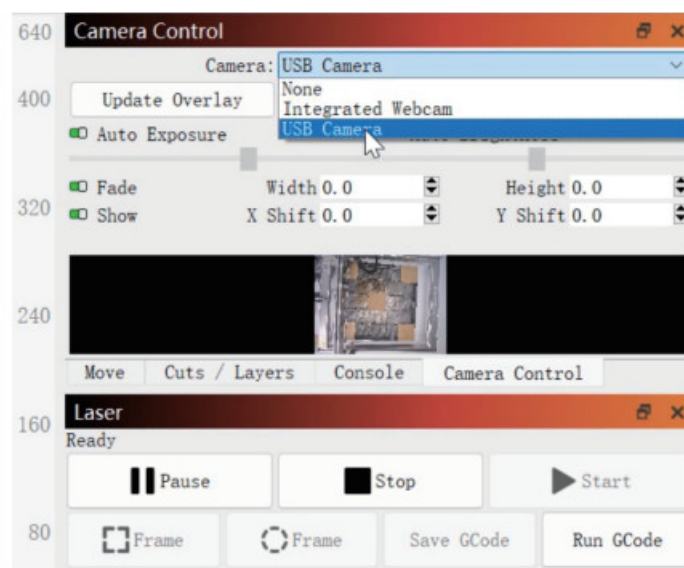 640
Camera Control
Camera: USB Camera
None
400
Update Overlay
Integrated Webcam
USB Camera
Auto Exposure
Fade
Width 0.0
Height 0.0
320
Show
X Shift 0.0
Y Shift 0.0
240
Move
Cuts / Layers
Console
Camera Control
Laser
160
Ready
Pause
Stop
Start
80
Frame
Frame
Save GCode
Run GCode